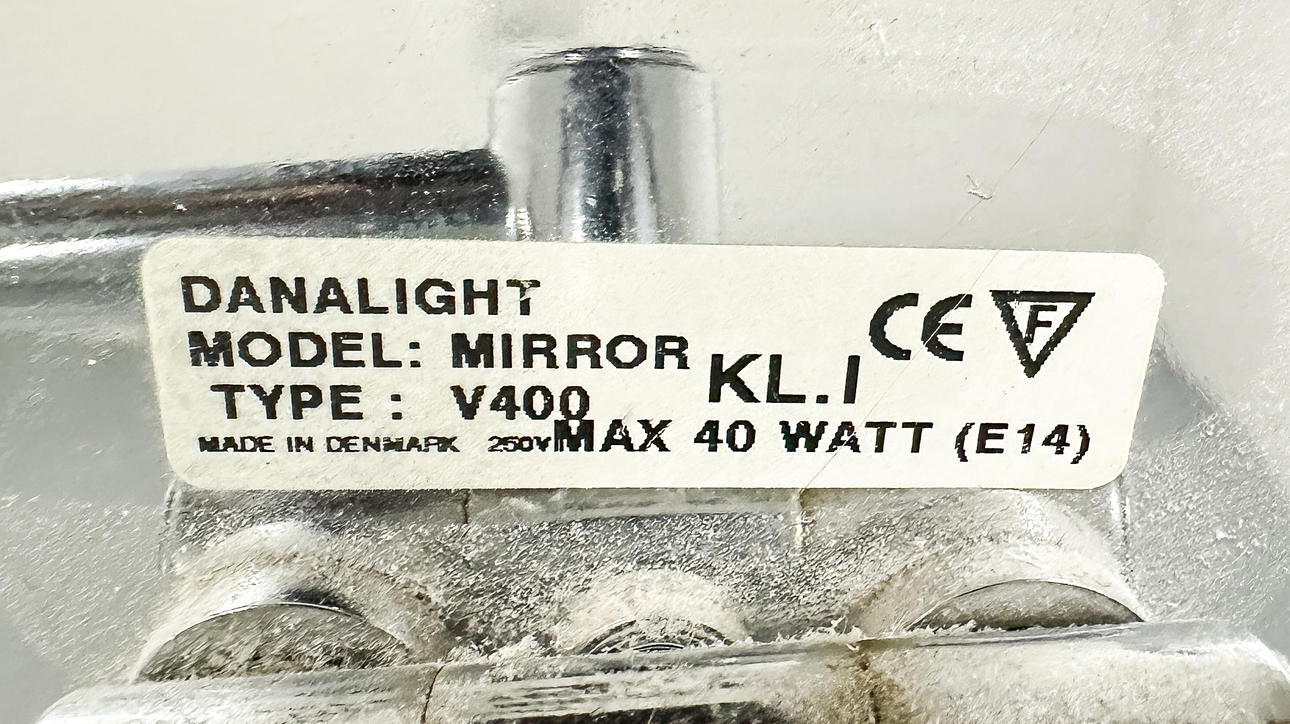 DANALIGHT
MODEL: MIRROR
KL.I CE F
TYPE : V400
MADE IN DENMARK 250V MAX 40 WATT (E14)